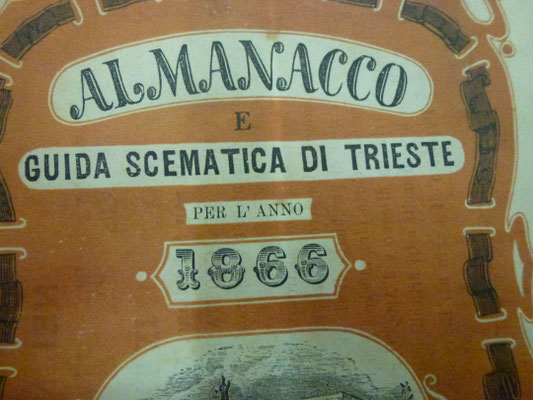 ALMANACCO
E
GUIDA SCEMATICA DI TRIESTE
PER L'ANNO
1866